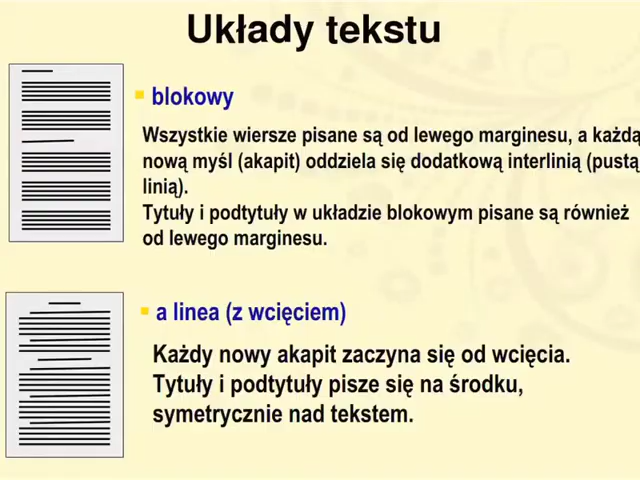 Układy tekstu
blokowy
Wszystkie wiersze pisane są od lewego marginesu, a każdą
nową myśl (akapit) oddziela się dodatkową interlinią (pustą
linią).
Tytuły i podtytuły w układzie blokowym pisane są również
od lewego marginesu.
a linea (z wcięciem)
Każdy nowy akapit zaczyna się od wcięcia.
Tytuły i podtytuły pisze się na środku,
symetrycznie nad tekstem.